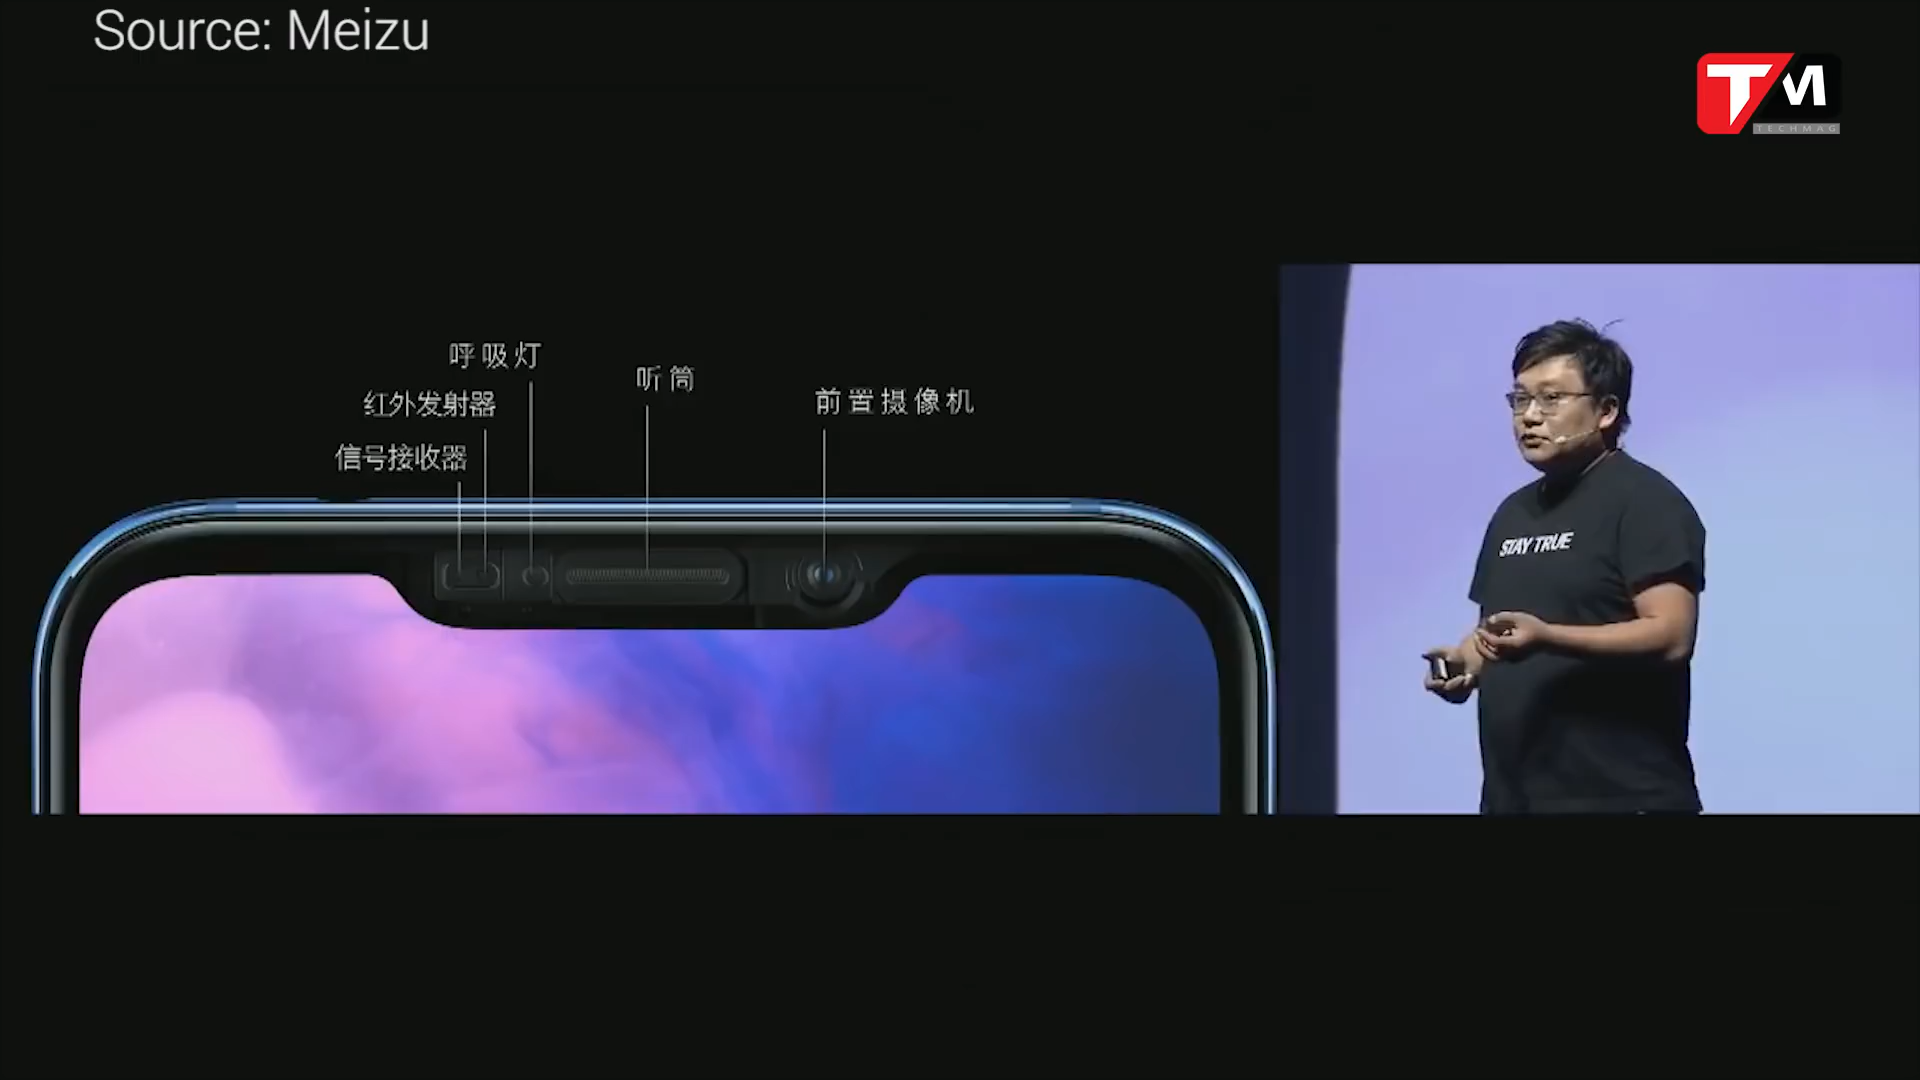 Source: Meizu
TM
TECHMAG
呼吸灯
听筒
红外发射器
前置摄像机
信号接收器
STAY TRUE